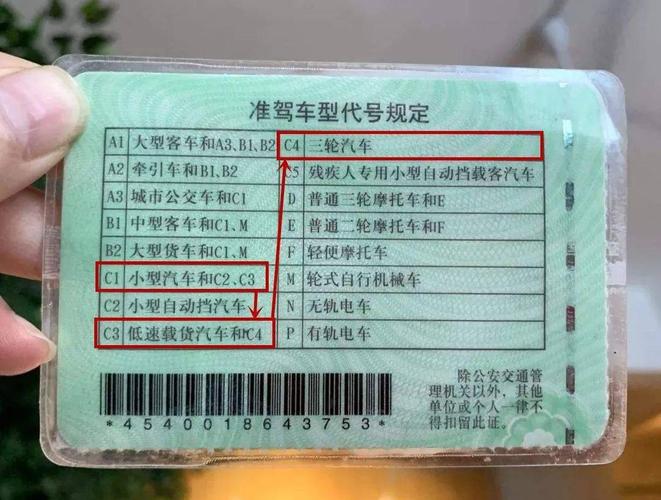 准驾车型代号规定
A1 大型客车和A3、B1、B2 C4 三轮汽车
A2 牵引车和B1、B2 C5 残疾人专用小型自动挡载客汽车
A3 城市公交车和C1 D 普通三轮摩托车和E
B1 中型客车和C1、M E 普通二轮摩托车和F
B2 大型货车和C1、M F 轻便摩托车
C1 小型汽车和C2、C3 M 轮式自行机械车
C2 小型自动挡汽车 N 无轨电车
C3 低速载货汽车和C4 P 有轨电车
除公安交通管
理机关以外，其他
单位或个人一律不
得扣留此证。
*4540018643753*